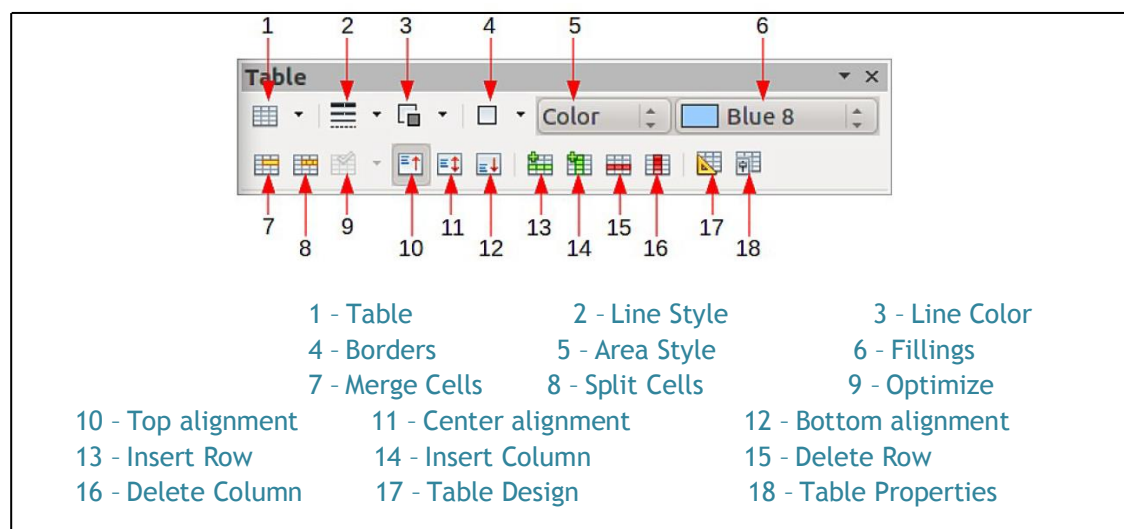 1 2 3 4 5 6
Table
Color Blue 8
7 8 9 10 11 12 13 14 15 16 17 18
1 – Table 2 – Line Style 3 – Line Color
4 – Borders 5 – Area Style 6 – Fillings
7 – Merge Cells 8 – Split Cells 9 – Optimize
10 – Top alignment 11 – Center alignment 12 – Bottom alignment
13 – Insert Row 14 – Insert Column 15 – Delete Row
16 – Delete Column 17 – Table Design 18 – Table Properties